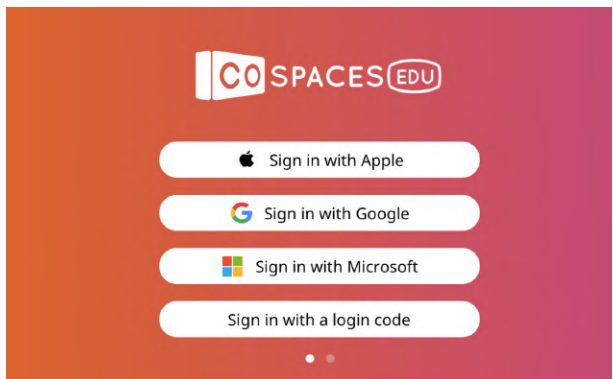 CO SPACES EDU
Sign in with Apple
Sign in with Google
Sign in with Microsoft
Sign in with a login code